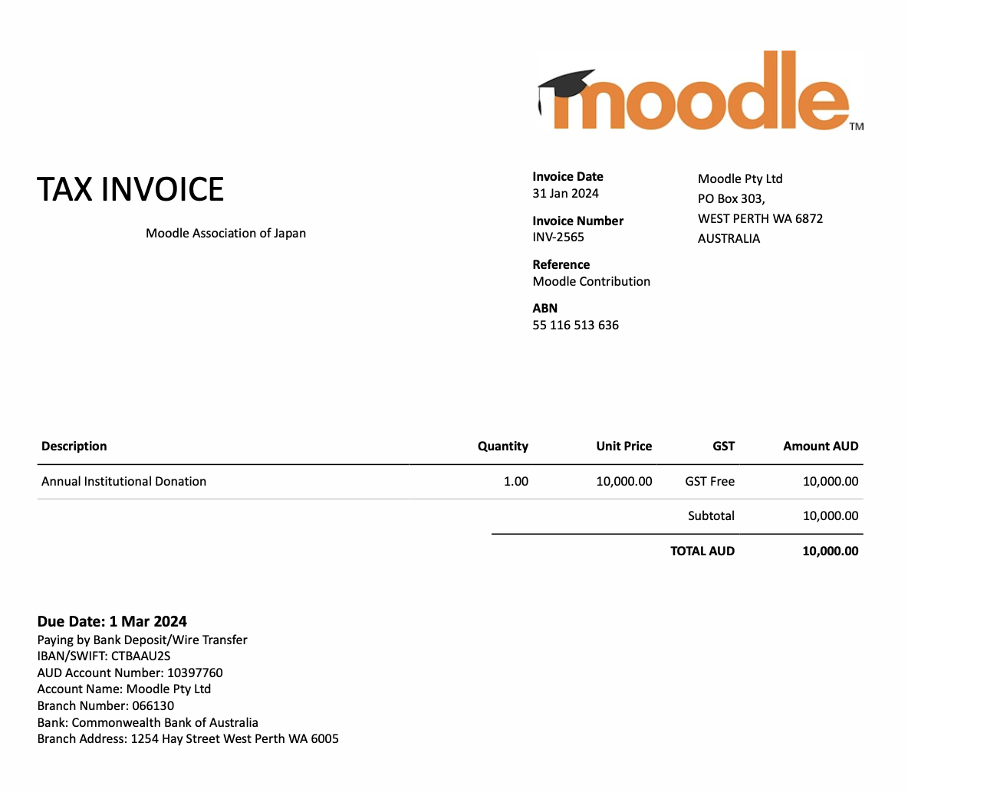 moodle TM
TAX INVOICE
Moodle Association of Japan
Invoice Date
31 Jan 2024
Invoice Number
INV-2565
Reference
Moodle Contribution
ABN
55 116 513 636
Moodle Pty Ltd
PO Box 303,
WEST PERTH WA 6872
AUSTRALIA
Description Quantity Unit Price GST Amount AUD
Annual Institutional Donation 1.00 10,000.00 GST Free 10,000.00
Subtotal 10,000.00
TOTAL AUD 10,000.00
Due Date: 1 Mar 2024
Paying by Bank Deposit/Wire Transfer
IBAN/SWIFT: CTBAAU2S
AUD Account Number: 10397760
Account Name: Moodle Pty Ltd
Branch Number: 066130
Bank: Commonwealth Bank of Australia
Branch Address: 1254 Hay Street West Perth WA 6005